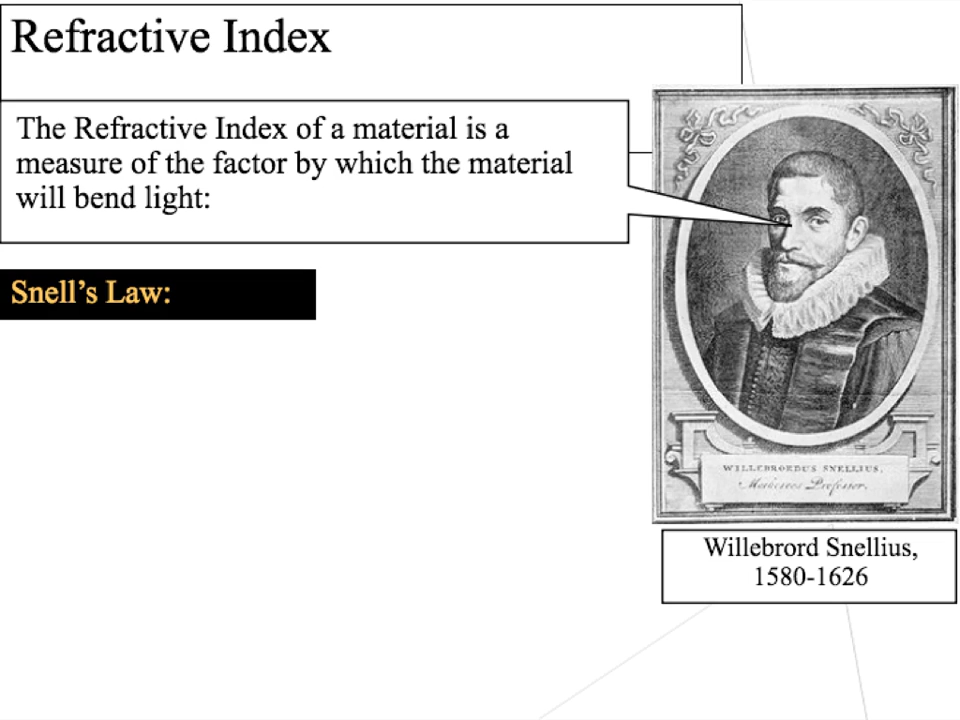 Refractive Index
The Refractive Index of a material is a
measure of the factor by which the material
will bend light:
Snell’s Law:
WILLEBRORDUS SNELLIUS,
Professor.
Willebrord Snellius,
1580-1626